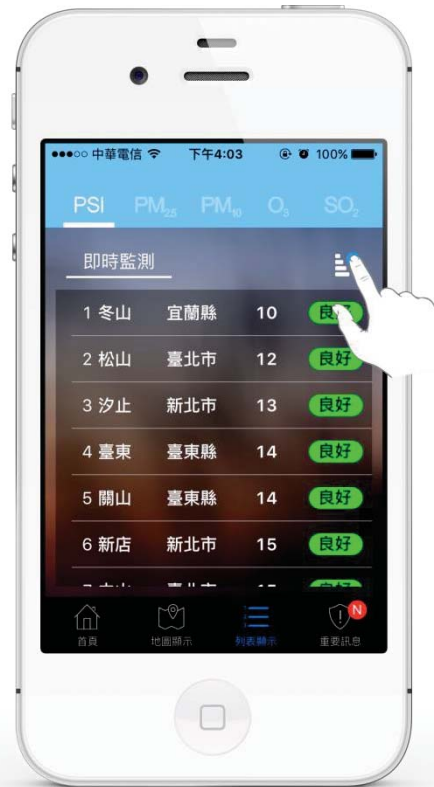 ●●●○○ 中華電信 下午4:03 100%
PSI PM2.5 PM10 O3 SO2
即時監測
1 冬山 宜蘭縣 10 良好
2 松山 臺北市 12 良好
3 汐止 新北市 13 良好
4 臺東 臺東縣 14 良好
5 關山 臺東縣 14 良好
6 新店 新北市 15 良好
首頁 地圖顯示 列表顯示 重要訊息 N